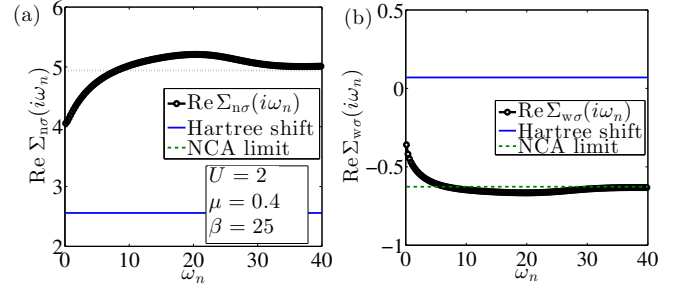 (a)
6
5
4
3
2
Re Σnσ(iωn)
Re Σnσ(iωn)
Hartree shift
NCA limit
U = 2
μ = 0.4
β = 25
0 10 20 30 40
ωn
(b)
0.5
0
−0.5
−1
Re Σwσ(iωn)
Re Σwσ(iωn)
Hartree shift
NCA limit
0 10 20 30 40
ωn